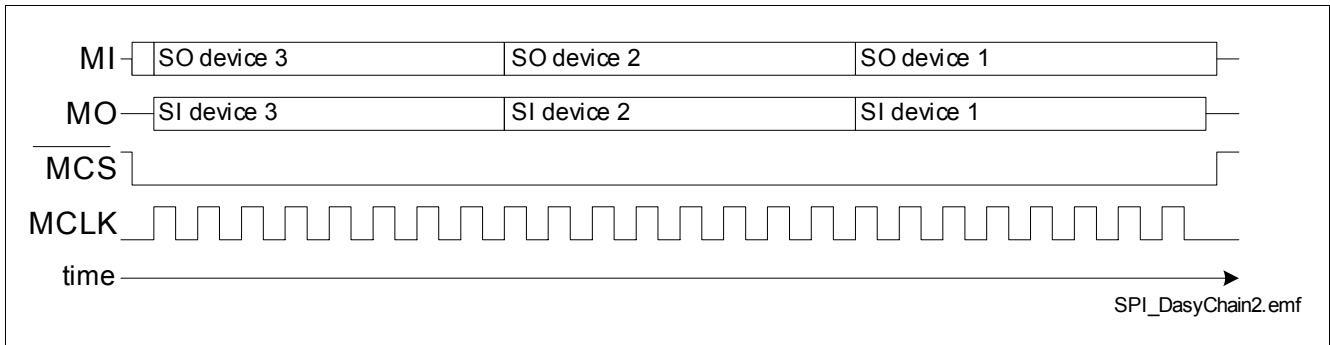 MI SO device 3 SO device 2 SO device 1
MO SI device 3 SI device 2 SI device 1
MCS
MCLK
time
SPI_DasyChain2.emf